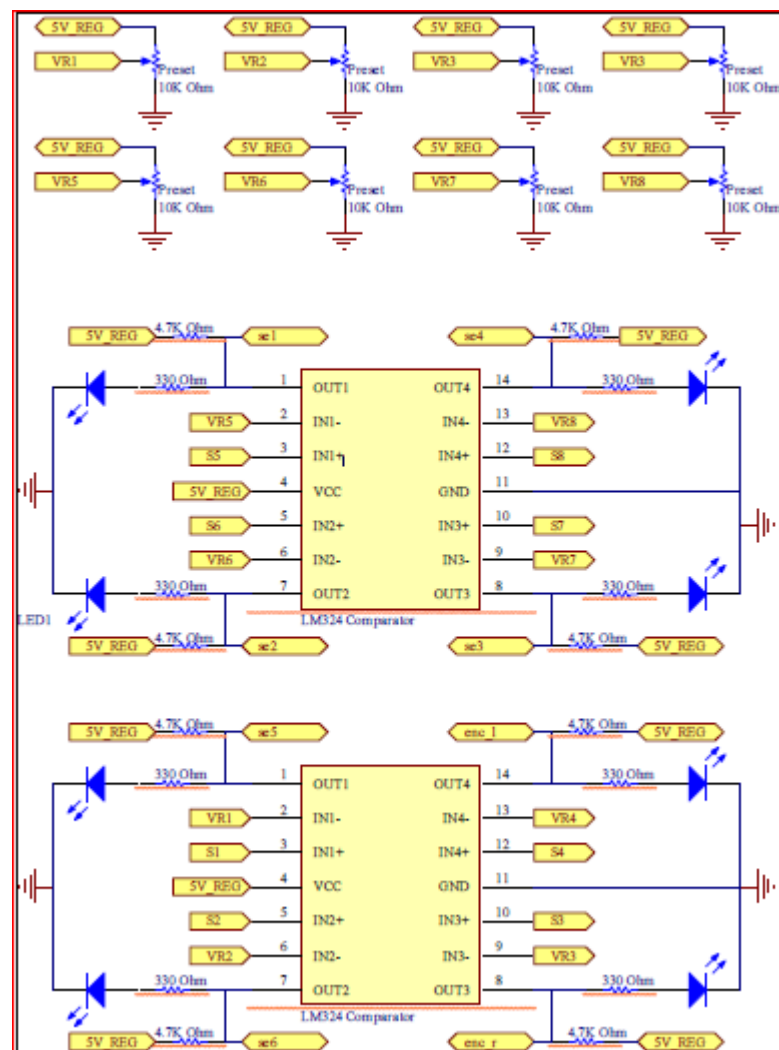 5V_REG 5V_REG 5V_REG 5V_REG
VR1 Preset VR2 Preset VR3 Preset VR3 Preset
10K Ohm 10K Ohm 10K Ohm 10K Ohm
5V_REG 5V_REG 5V_REG 5V_REG
VR5 Preset VR6 Preset VR7 Preset VR8 Preset
10K Ohm 10K Ohm 10K Ohm 10K Ohm
5V_REG 4.7K Ohm se1 se4 4.7K Ohm 5V_REG
330 Ohm 1 OUT1 OUT4 14 330 Ohm
VR5 2 IN1- IN4- 13 VR8
S5 3 IN1+ IN4+ 12 S8
5V_REG 4 VCC GND 11
S6 5 IN2+ IN3+ 10 S7
VR6 6 IN2- IN3- 9 VR7
330 Ohm 7 OUT2 OUT3 8 330 Ohm
LED1 LM324 Comparator
5V_REG 4.7K Ohm se2 se3 4.7K Ohm 5V_REG
5V_REG 4.7K Ohm se5 enc_l 4.7K Ohm 5V_REG
330 Ohm 1 OUT1 OUT4 14 330 Ohm
VR1 2 IN1- IN4- 13 VR4
S1 3 IN1+ IN4+ 12 S4
5V_REG 4 VCC GND 11
S2 5 IN2+ IN3+ 10 S3
VR2 6 IN2- IN3- 9 VR3
330 Ohm 7 OUT2 OUT3 8 330 Ohm
LM324 Comparator
5V_REG 4.7K Ohm se6 enc_r 4.7K Ohm 5V_REG